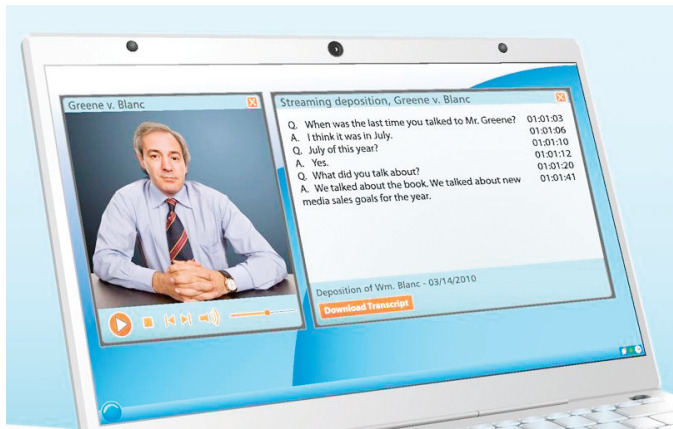 Greene v. Blanc
Streaming deposition, Greene v. Blanc
Q. When was the last time you talked to Mr. Greene? 01:01:03
A. I think it was in July. 01:01:06
Q. July of this year? 01:01:10
A. Yes. 01:01:12
Q. What did you talk about? 01:01:20
A. We talked about the book. We talked about new 01:01:41
media sales goals for the year.
Deposition of Wm. Blanc - 03/14/2010
Download Transcript